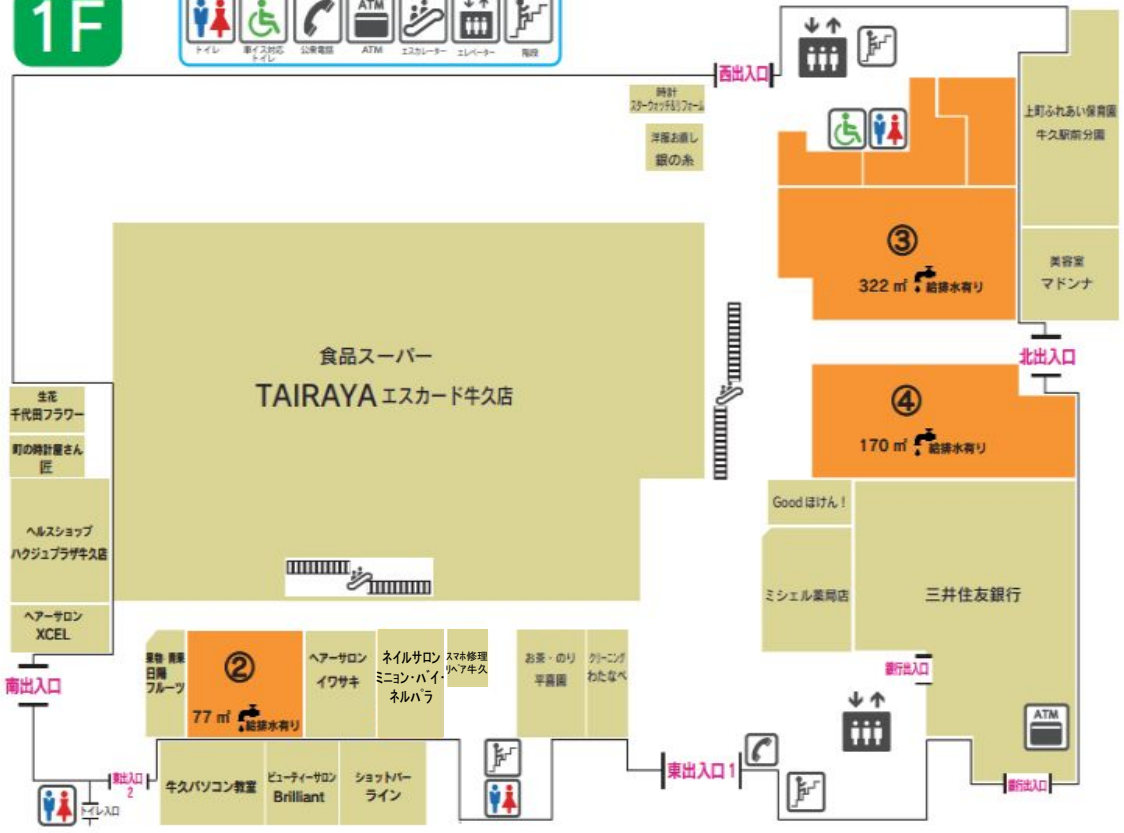 1F
トイレ
車イス対応
トイレ
公衆電話
ATM
ATM
エスカレーター
エレベーター
階段
西出入口
時計
スターウォッチ&リフォーム
洋服お直し
銀の糸
上町ふれあい保育園
牛久駅前分園
③
322 ㎡
給排水有り
美容室
マドンナ
北出入口
食品スーパー
TAIRAYA エスカード牛久店
④
170 ㎡
給排水有り
生花
千代田フラワー
町の時計屋さん
匠
ヘルスショップ
ハクジュプラザ牛久店
ヘアーサロン
XCEL
Goodほけん!
ミシェル薬局店
三井住友銀行
銀行出入口
南出入口
果物・青果
日陽
フルーツ
②
77 ㎡
給排水有り
ヘアーサロン
イワサキ
ネイルサロン
ミニヨン・バイ・
ネルパラ
スマホ修理
リペア牛久
お茶・のり
平喜園
クリーニング
わたなべ
ATM
東出入口
2
トイレ入口
牛久パソコン教室
ビューティーサロン
Brilliant
ショットバー
ライン
東出入口 1
銀行出入口